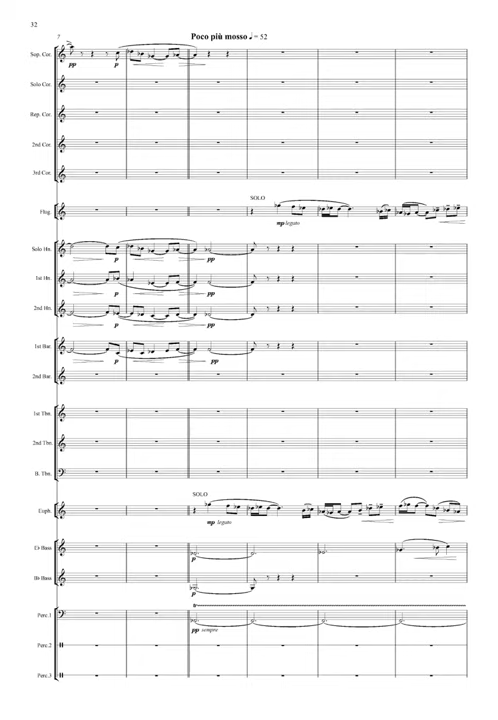 32
7
Poco più mosso ♩ = 52
Sop. Cor.
pp
p
Solo Cor.
Rep. Cor.
2nd Cor.
3rd Cor.
SOLO
Flug.
mp legato
Solo Hn.
p
pp
1st Hn.
p
pp
2nd Hn.
p
pp
1st Bar.
p
pp
2nd Bar.
1st Tbn.
2nd Tbn.
B. Tbn.
SOLO
Euph.
mp legato
Eb Bass
p
Bb Bass
p
Perc.1
pp sempre
Perc.2
Perc.3